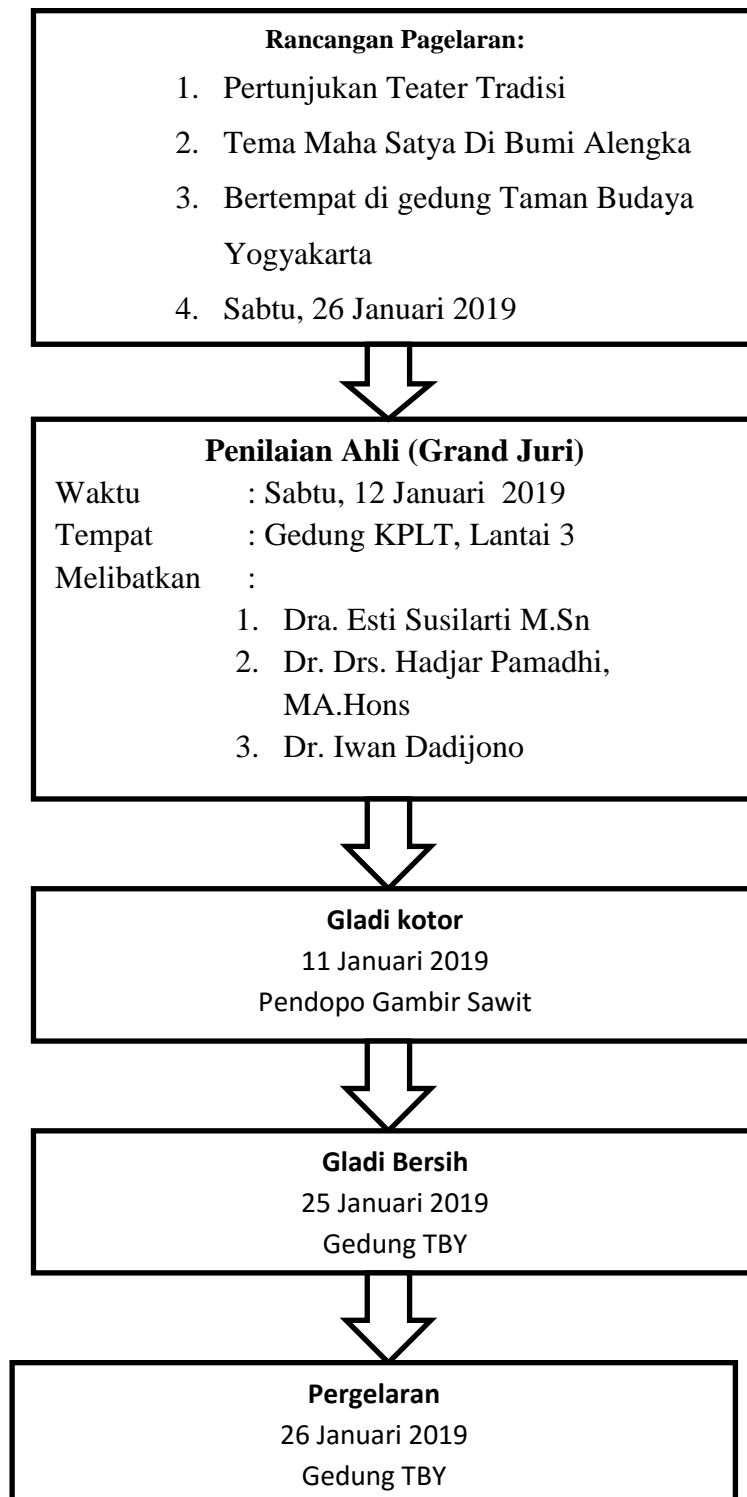 Rancangan Pagelaran:
1. Pertunjukan Teater Tradisi
2. Tema Maha Satya Di Bumi Alengka
3. Bertempat di gedung Taman Budaya
Yogyakarta
4. Sabtu, 26 Januari 2019
Penilaian Ahli (Grand Juri)
Waktu : Sabtu, 12 Januari 2019
Tempat : Gedung KPLT, Lantai 3
Melibatkan :
1. Dra. Esti Susilarti M.Sn
2. Dr. Drs. Hadjar Pamadhi,
MA.Hons
3. Dr. Iwan Dadijono
Gladi kotor
11 Januari 2019
Pendopo Gambir Sawit
Gladi Bersih
25 Januari 2019
Gedung TBY
Pergelaran
26 Januari 2019
Gedung TBY